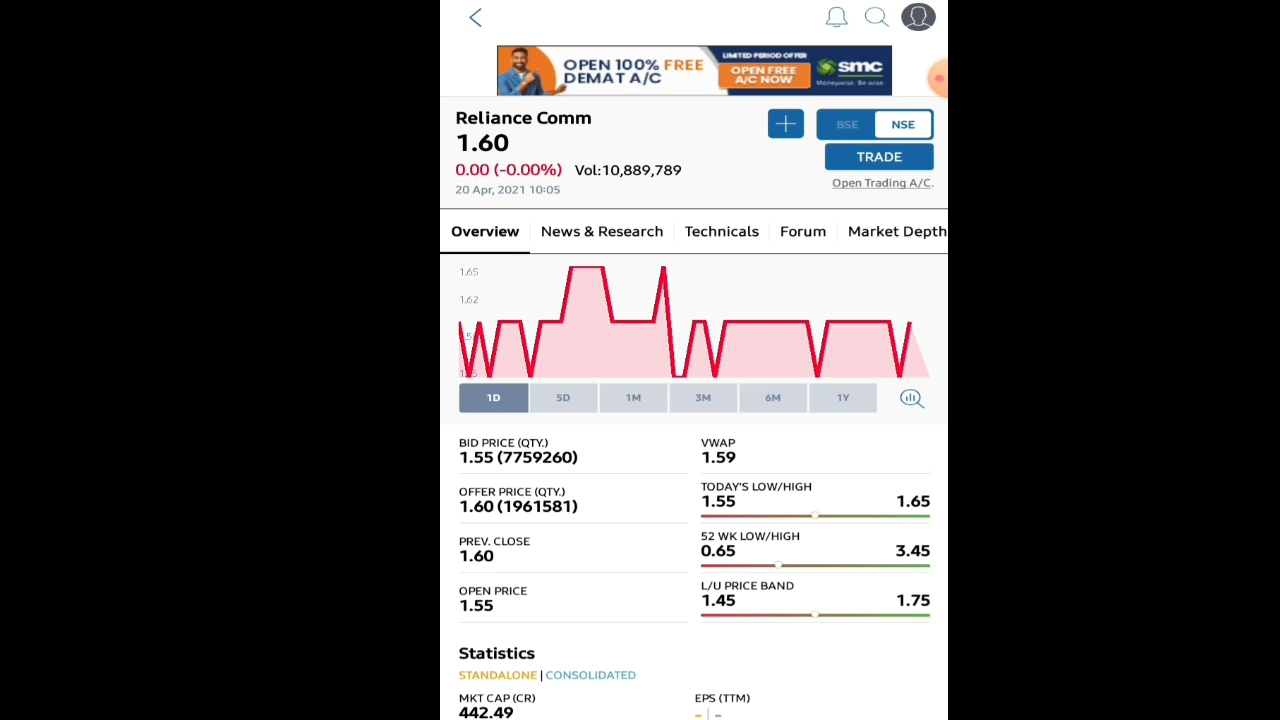 OPEN 100% FREE
DEMAT A/C
LIMITED PERIOD OFFER
OPEN FREE
A/C NOW
smc
Moneywise. Be wise.
Reliance Comm
1.60
0.00 (-0.00%) Vol:10,889,789
20 Apr, 2021 10:05
BSE NSE
TRADE
Open Trading A/C.
Overview News & Research Technicals Forum Market Depth
1.65
1.62
1D 5D 1M 3M 6M 1Y
BID PRICE (QTY.)
1.55 (7759260)
VWAP
1.59
OFFER PRICE (QTY.)
1.60 (1961581)
TODAY'S LOW/HIGH
1.55 1.65
PREV. CLOSE
1.60
52 WK LOW/HIGH
0.65 3.45
OPEN PRICE
1.55
L/U PRICE BAND
1.45 1.75
Statistics
STANDALONE | CONSOLIDATED
MKT CAP (CR)
442.49
EPS (TTM)
- | -